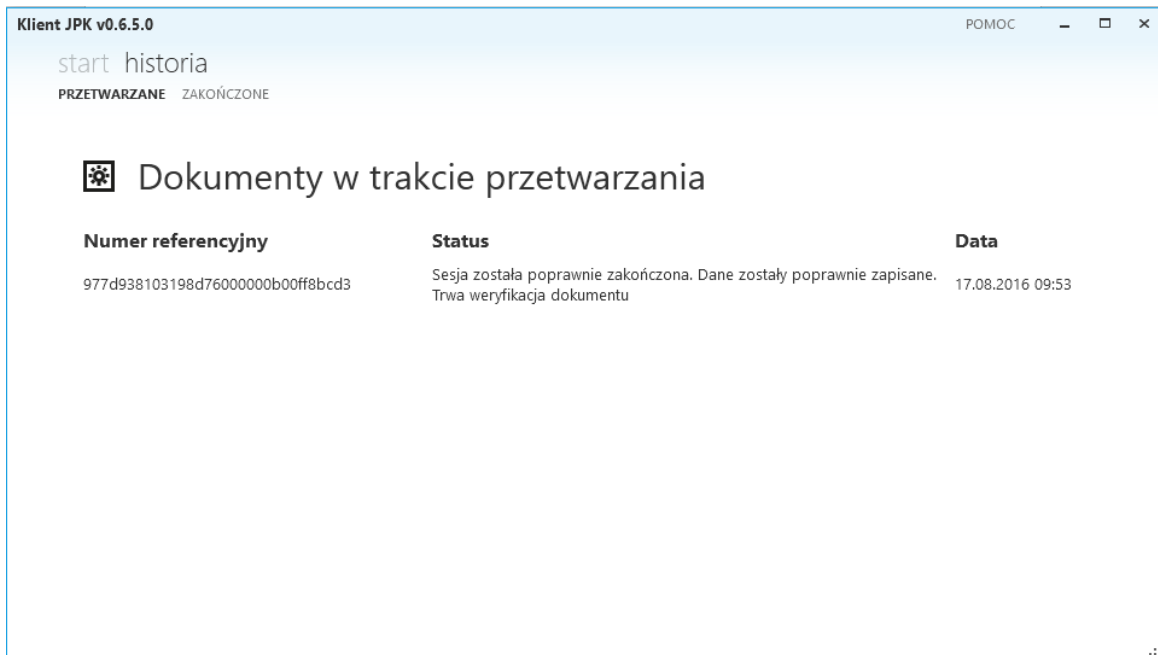 Klient JPK v0.6.5.0 POMOC
start historia
PRZETWARZANE ZAKOŃCZONE
Dokumenty w trakcie przetwarzania
Numer referencyjny Status Data
977d938103198d76000000b00ff8bcd3 Sesja została poprawnie zakończona. Dane zostały poprawnie zapisane. 17.08.2016 09:53
Trwa weryfikacja dokumentu